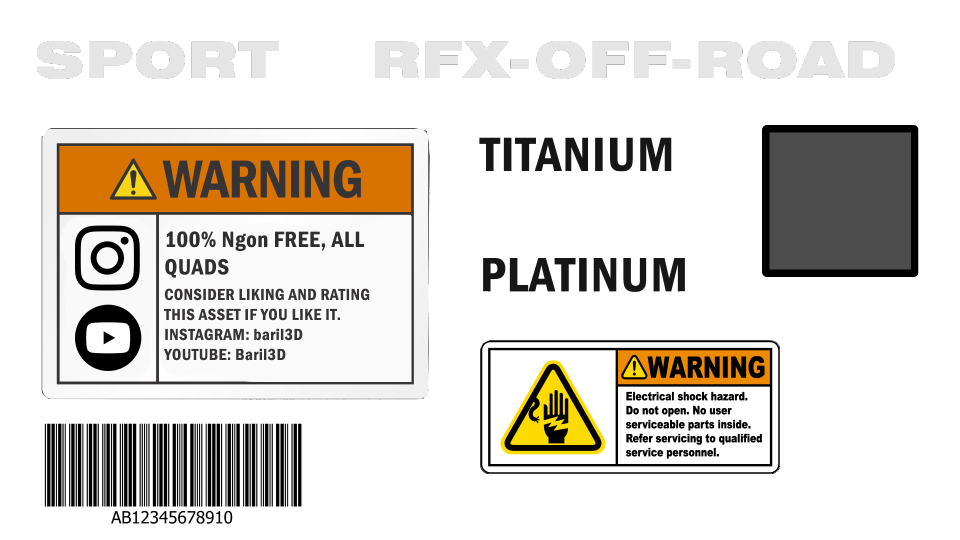 SPORT RFX-OFF-ROAD
WARNING
100% Ngon FREE, ALL
QUADS
CONSIDER LIKING AND RATING
THIS ASSET IF YOU LIKE IT.
INSTAGRAM: baril3D
YOUTUBE: Baril3D
TITANIUM
PLATINUM
WARNING
Electrical shock hazard.
Do not open. No user
serviceable parts inside.
Refer servicing to qualified
service personnel.
AB12345678910